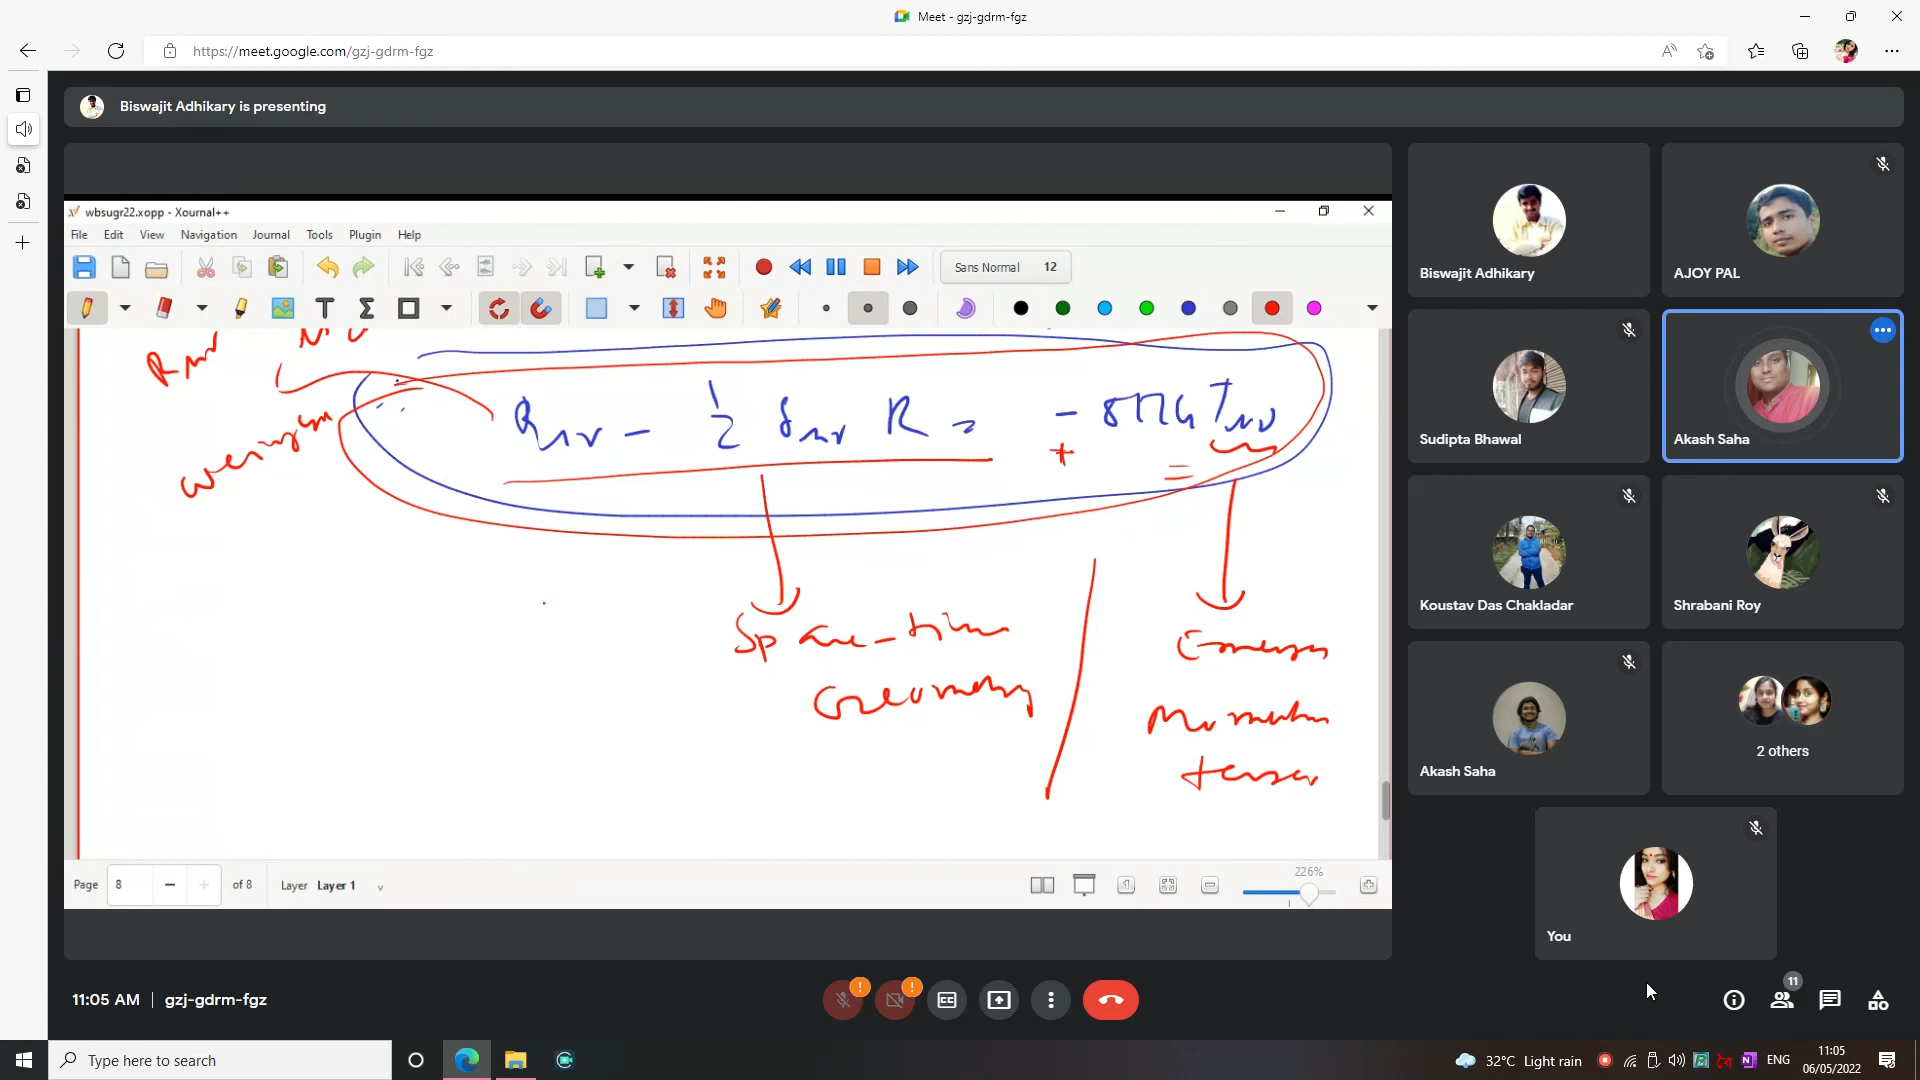 Meet - gzj-gdrm-fgz
https://meet.google.com/gzj-gdrm-fgz
Biswajit Adhikary is presenting
wbsugr22.xopp - Xournal++
File Edit View Navigation Journal Tools Plugin Help
Sans Normal 12
Rμν
Rμν - 1/2 gμν R = - 8πG Tμν
+
=
Space-time
Geometry
Energy
Momentum
tensor
Page 8 of 8 Layer Layer 1
226%
Biswajit Adhikary
AJOY PAL
Sudipta Bhawal
Akash Saha
Koustav Das Chakladar
Shrabani Roy
Akash Saha
2 others
You
11:05 AM | gzj-gdrm-fgz
11
Type here to search
32°C Light rain
ENG
11:05
06/05/2022